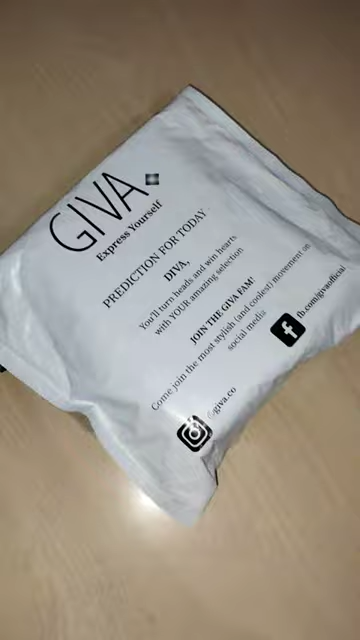 GIVA
Express Yourself
PREDICTION FOR TODAY
DIVA,
You'll turn heads and win hearts
with YOUR amazing selection
JOIN THE GIVA FAM!
Come join the most stylish (and coolest) movement on
social media
fb.com/givaofficial
@giva.co